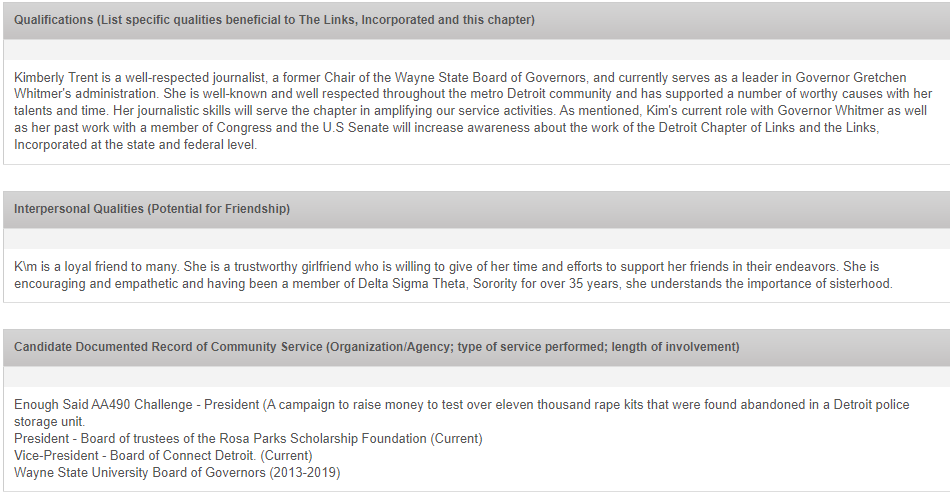 Qualifications (List specific qualities beneficial to The Links, Incorporated and this chapter)
Kimberly Trent is a well-respected journalist, a former Chair of the Wayne State Board of Governors, and currently serves as a leader in Governor Gretchen
Whitmer's administration. She is well-known and well respected throughout the metro Detroit community and has supported a number of worthy causes with her
talents and time. Her journalistic skills will serve the chapter in amplifying our service activities. As mentioned, Kim's current role with Governor Whitmer as well
as her past work with a member of Congress and the U.S Senate will increase awareness about the work of the Detroit Chapter of Links and the Links,
Incorporated at the state and federal level.
Interpersonal Qualities (Potential for Friendship)
K\m is a loyal friend to many. She is a trustworthy girlfriend who is willing to give of her time and efforts to support her friends in their endeavors. She is
encouraging and empathetic and having been a member of Delta Sigma Theta, Sorority for over 35 years, she understands the importance of sisterhood.
Candidate Documented Record of Community Service (Organization/Agency; type of service performed; length of involvement)
Enough Said AA490 Challenge - President (A campaign to raise money to test over eleven thousand rape kits that were found abandoned in a Detroit police
storage unit.
President - Board of trustees of the Rosa Parks Scholarship Foundation (Current)
Vice-President - Board of Connect Detroit. (Current)
Wayne State University Board of Governors (2013-2019)